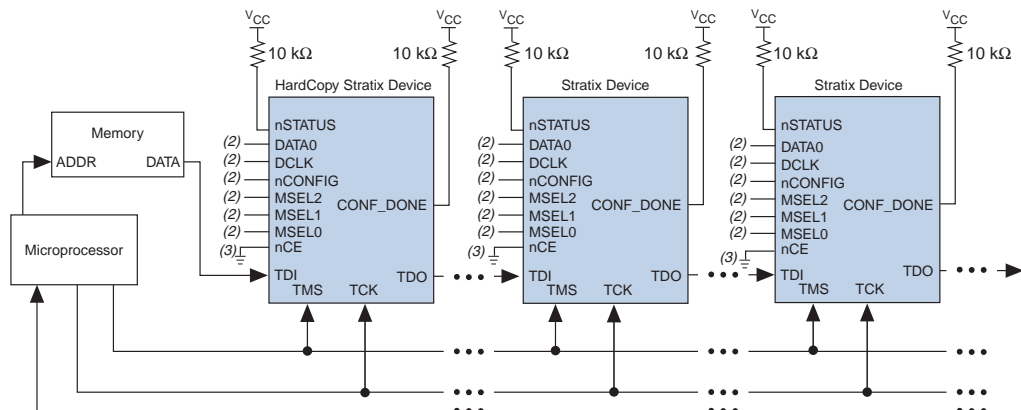 VCC VCC VCC VCC VCC VCC
10 kΩ 10 kΩ 10 kΩ 10 kΩ 10 kΩ 10 kΩ
HardCopy Stratix Device
nSTATUS
(2) DATA0
(2) DCLK
(2) nCONFIG
(2) MSEL2
(2) MSEL1
(2) MSEL0
(3) nCE
CONF_DONE
TDI
TDO
TMS TCK
Stratix Device
nSTATUS
(2) DATA0
(2) DCLK
(2) nCONFIG
(2) MSEL2
(2) MSEL1
(2) MSEL0
(3) nCE
CONF_DONE
TDI
TDO
TMS TCK
Stratix Device
nSTATUS
(2) DATA0
(2) DCLK
(2) nCONFIG
(2) MSEL2
(2) MSEL1
(2) MSEL0
(3) nCE
CONF_DONE
TDI
TDO
TMS TCK
Memory
ADDR DATA
Microprocessor